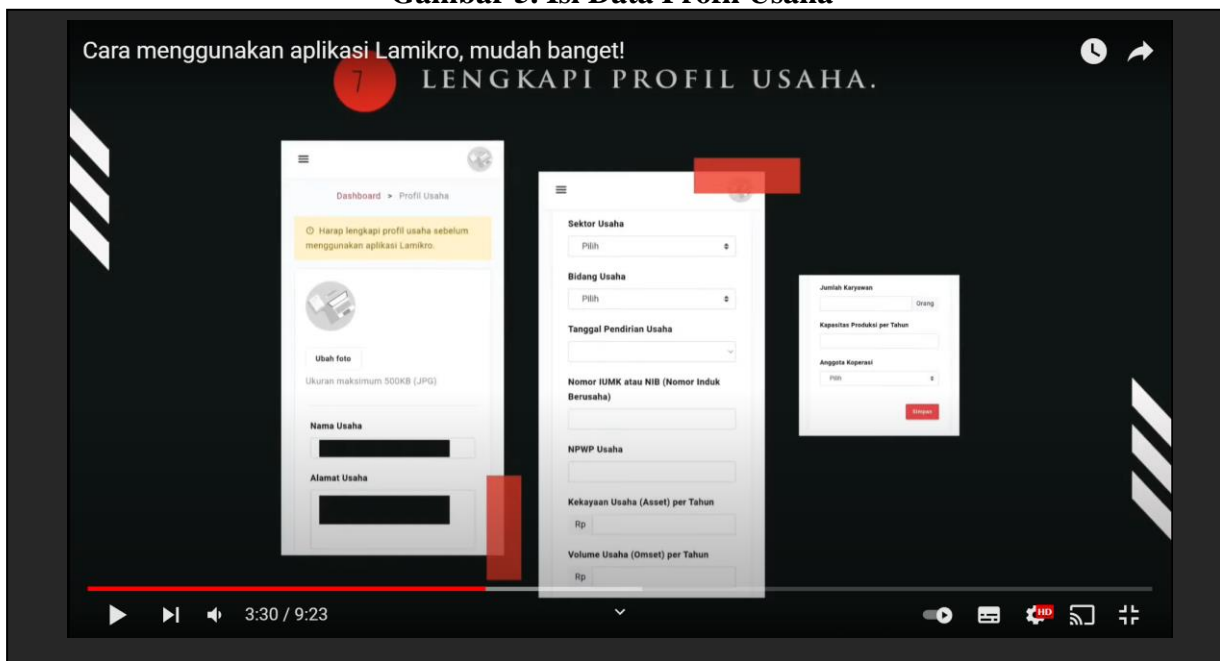 Gambar 5. Isi Data Profil Usaha
Cara menggunakan aplikasi Lamikro, mudah banget!
7 LENGKAPI PROFIL USAHA.
Dashboard > Profil Usaha
Harap lengkapi profil usaha sebelum
menggunakan aplikasi Lamikro.
Ubah foto
Ukuran maksimum 500KB (JPG)
Nama Usaha
Alamat Usaha
Sektor Usaha
Pilih
Bidang Usaha
Pilih
Tanggal Pendirian Usaha
Nomor IUMK atau NIB (Nomor Induk
Berusaha)
NPWP Usaha
Kekayaan Usaha (Asset) per Tahun
Rp
Volume Usaha (Omset) per Tahun
Rp
Jumlah Karyawan
Orang
Kapasitas Produksi per Tahun
Anggota Koperasi
Pilih
Simpan
3:30 / 9:23
HD